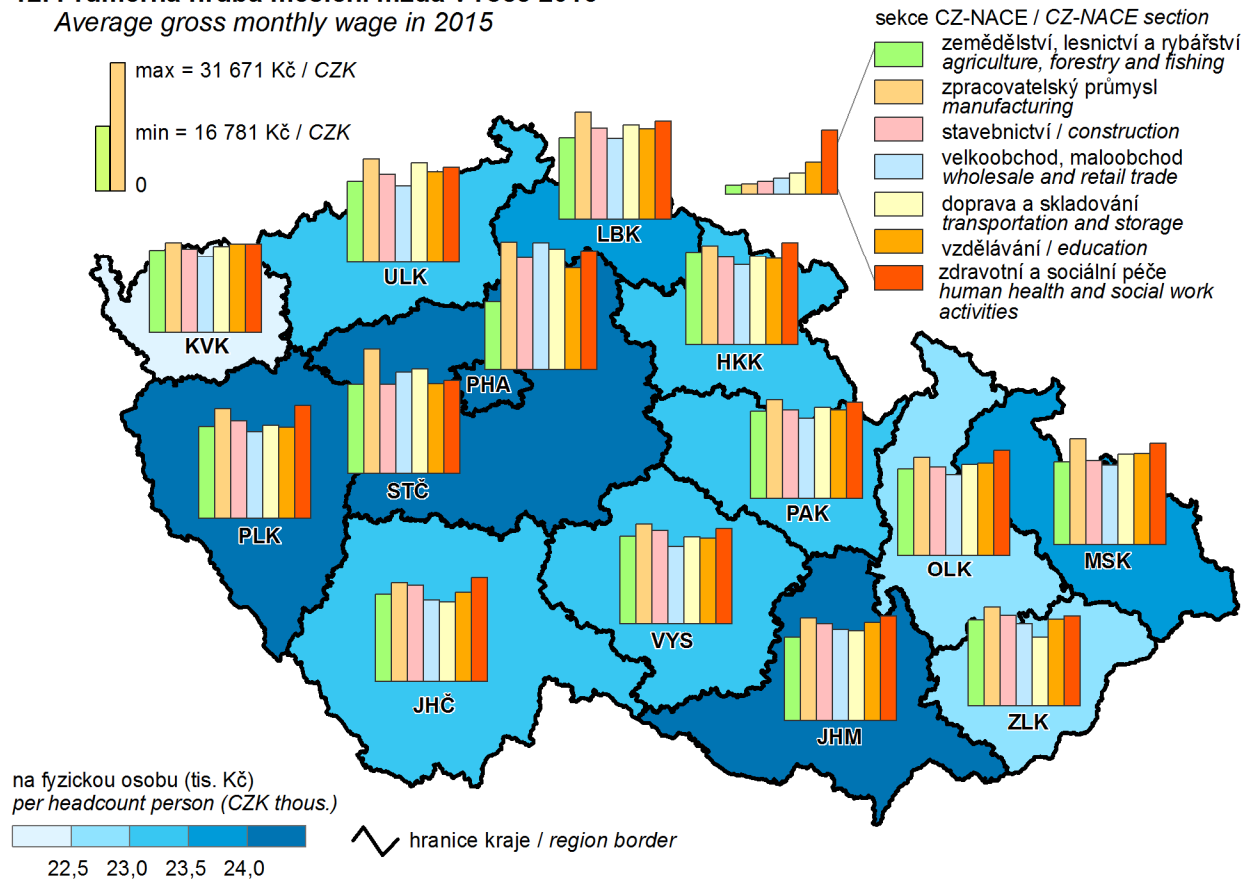 Average gross monthly wage in 2015
max = 31 671 Kč / CZK
min = 16 781 Kč / CZK
0
sekce CZ-NACE / CZ-NACE section
zemědělství, lesnictví a rybářství
agriculture, forestry and fishing
zpracovatelský průmysl
manufacturing
stavebnictví / construction
velkoobchod, maloobchod
wholesale and retail trade
doprava a skladování
transportation and storage
vzdělávání / education
zdravotní a sociální péče
human health and social work
activities
LBK
ULK
KVK
HKK
PHA
STČ
PAK
PLK
OLK
MSK
VYS
JHČ
ZLK
JHM
na fyzickou osobu (tis. Kč)
per headcount person (CZK thous.)
hranice kraje / region border
22,5 23,0 23,5 24,0